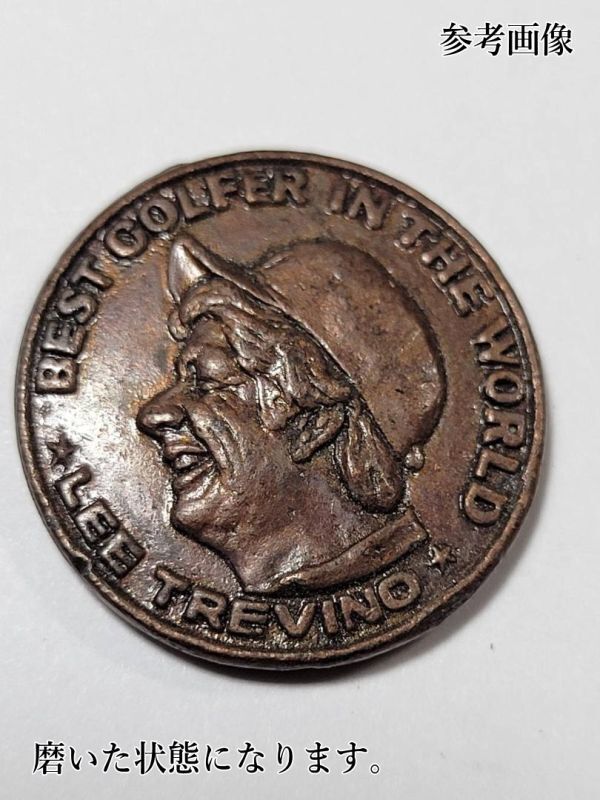 参考画像
BEST GOLFER IN THE WORLD
★ LEE TREVINO ★
磨いた状態になります。